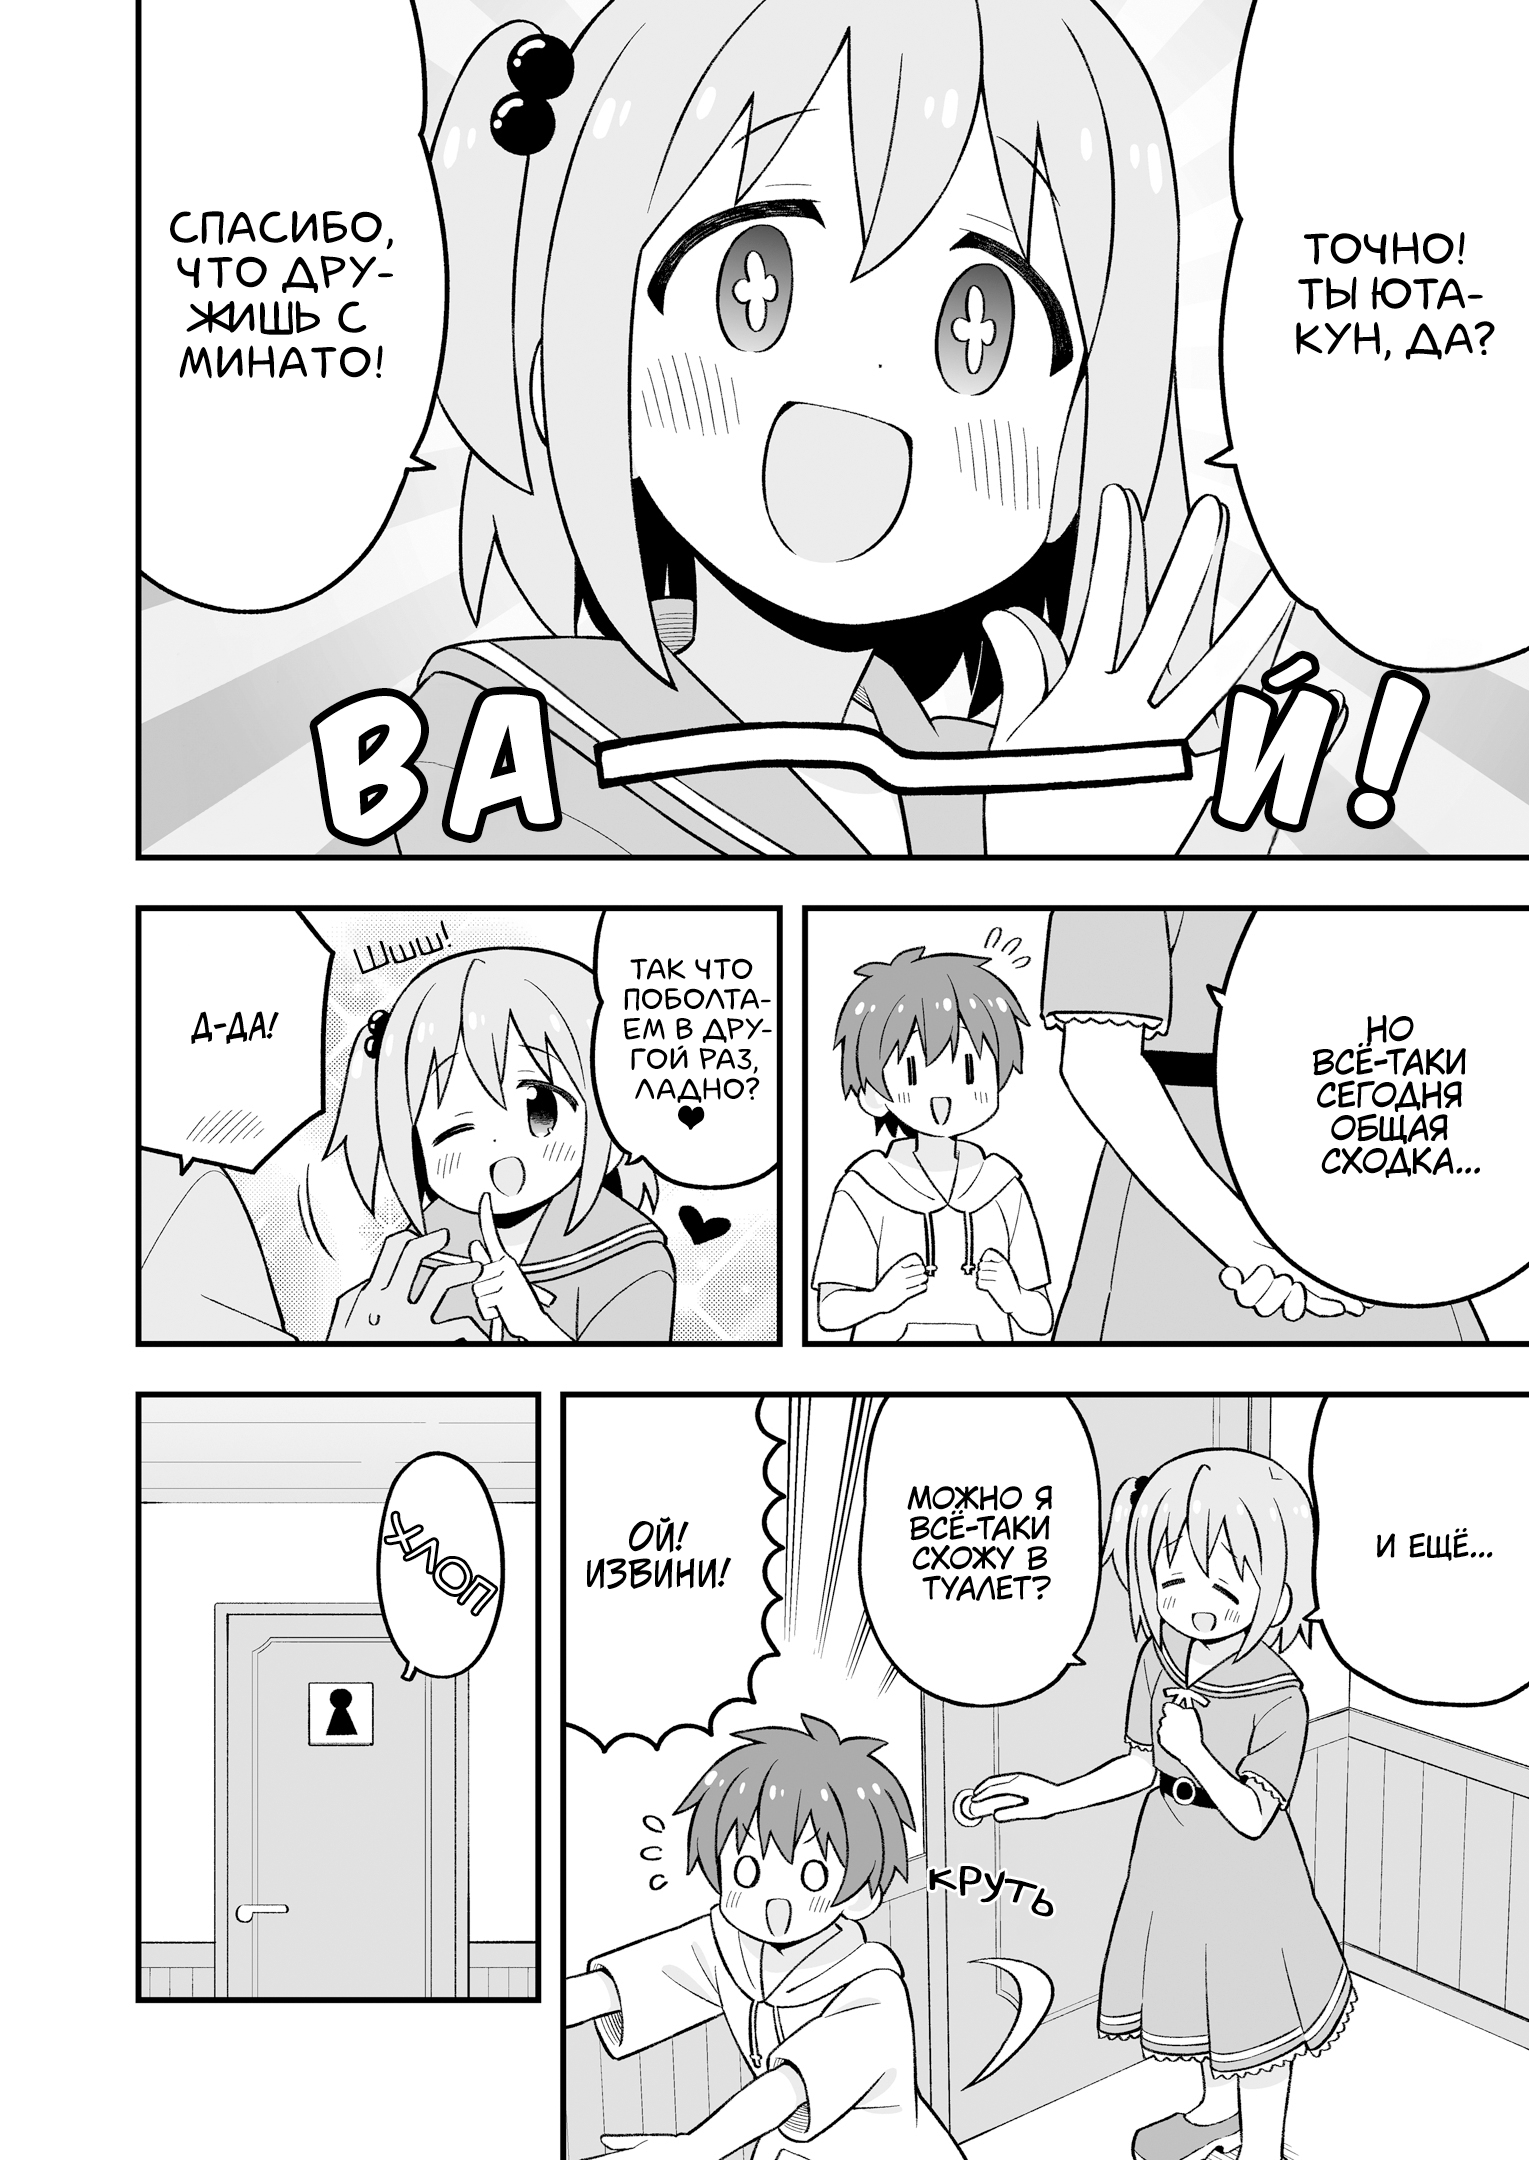 ТОЧНО!
ТЫ ЮТА-
КУН, ДА?
СПАСИБО,
ЧТО ДРУ-
ЖИШЬ С
МИНАТО!
ВА—Й!
НО
ВСЁ-ТАКИ
СЕГОДНЯ
ОБЩАЯ
СХОДКА...
ТАК ЧТО
ПОБОЛТА-
ЕМ В ДРУ-
ГОЙ РАЗ,
ЛАДНО?
♥
Шшш!
Д-ДА!
И ЕЩЁ...
МОЖНО Я
ВСЁ-ТАКИ
СХОЖУ В
ТУАЛЕТ?
КРУТЬ
ОЙ!
ИЗВИНИ!
ХЛОП